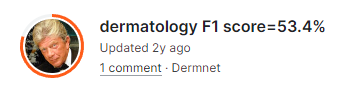 dermatology F1 score=53.4%
Updated 2y ago
1 comment · Dermnet